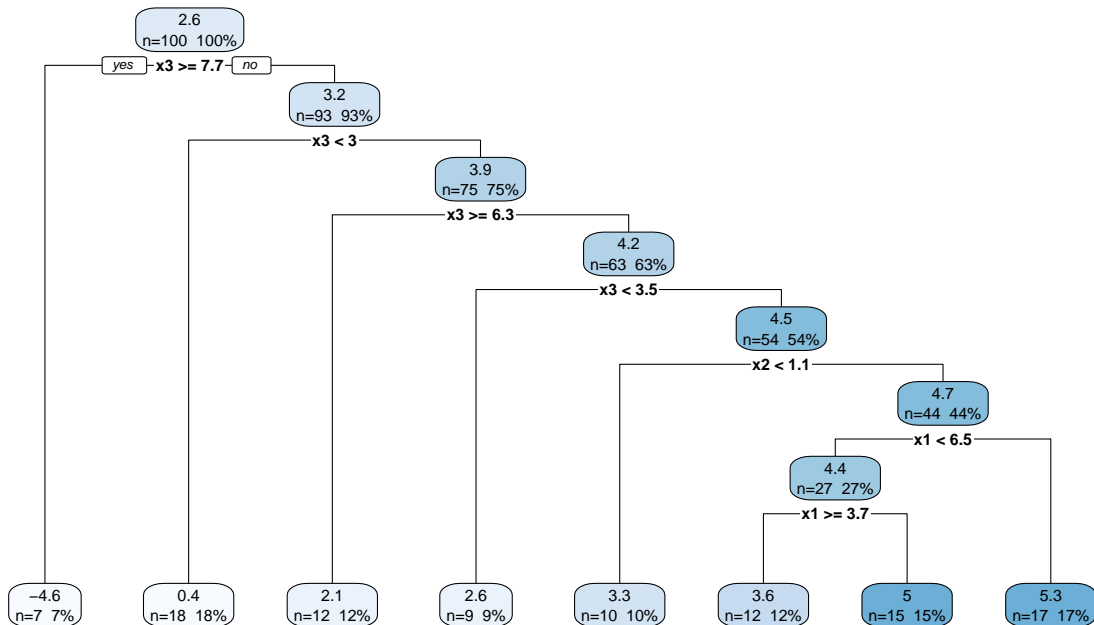 2.6
n=100 100%
yes x3 >= 7.7 no
3.2
n=93 93%
x3 < 3
3.9
n=75 75%
x3 >= 6.3
4.2
n=63 63%
x3 < 3.5
4.5
n=54 54%
x2 < 1.1
4.7
n=44 44%
x1 < 6.5
4.4
n=27 27%
x1 >= 3.7
−4.6
n=7 7%
0.4
n=18 18%
2.1
n=12 12%
2.6
n=9 9%
3.3
n=10 10%
3.6
n=12 12%
5
n=15 15%
5.3
n=17 17%